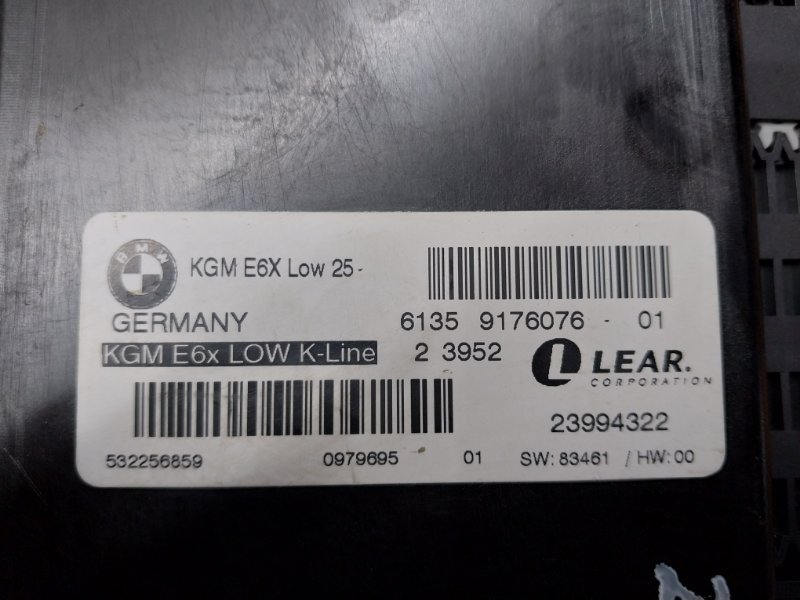 BMW
KGM E6X Low 25-
GERMANY
6135 9176076 - 01
KGM E6x LOW K-Line
2 3952
L LEAR.
CORPORATION
23994322
532256859 0979695 01 SW: 83461 / HW: 00